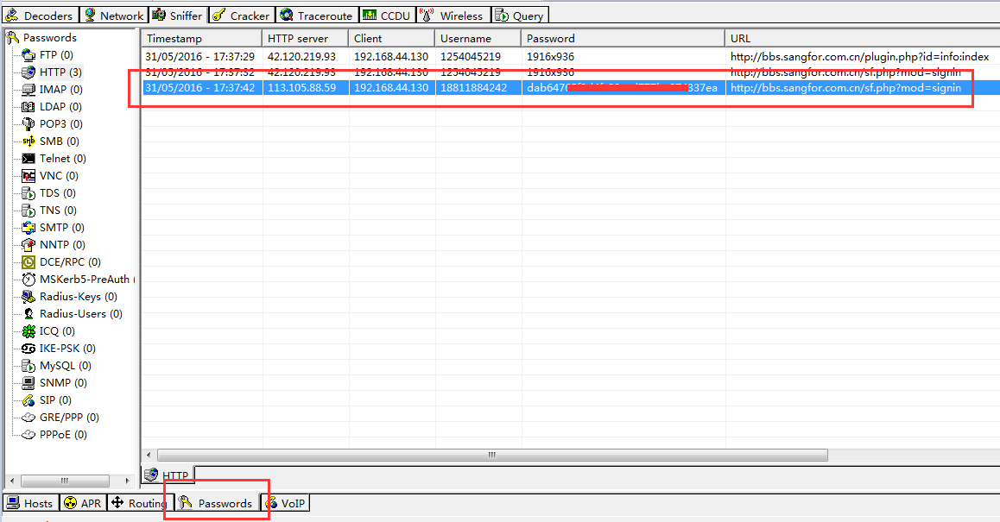 Decoders Network Sniffer Cracker Traceroute CCDU Wireless Query
Passwords
FTP (0)
HTTP (3)
IMAP (0)
LDAP (0)
POP3 (0)
SMB (0)
Telnet (0)
VNC (0)
TDS (0)
TNS (0)
SMTP (0)
NNTP (0)
DCE/RPC (0)
MSKerb5-PreAuth (
Radius-Keys (0)
Radius-Users (0)
ICQ (0)
IKE-PSK (0)
MySQL (0)
SNMP (0)
SIP (0)
GRE/PPP (0)
PPPoE (0)
Timestamp HTTP server Client Username Password URL
31/05/2016 - 17:37:29 42.120.219.93 192.168.44.130 1254045219 1916x936 http://bbs.sangfor.com.cn/plugin.php?id=info:index
31/05/2016 - 17:37:32 42.120.219.93 192.168.44.130 1254045219 1916x936 http://bbs.sangfor.com.cn/sf.php?mod=signin
31/05/2016 - 17:37:42 113.105.88.59 192.168.44.130 18811884242 http://bbs.sangfor.com.cn/sf.php?mod=signin
HTTP
Hosts APR Routing Passwords VoIP